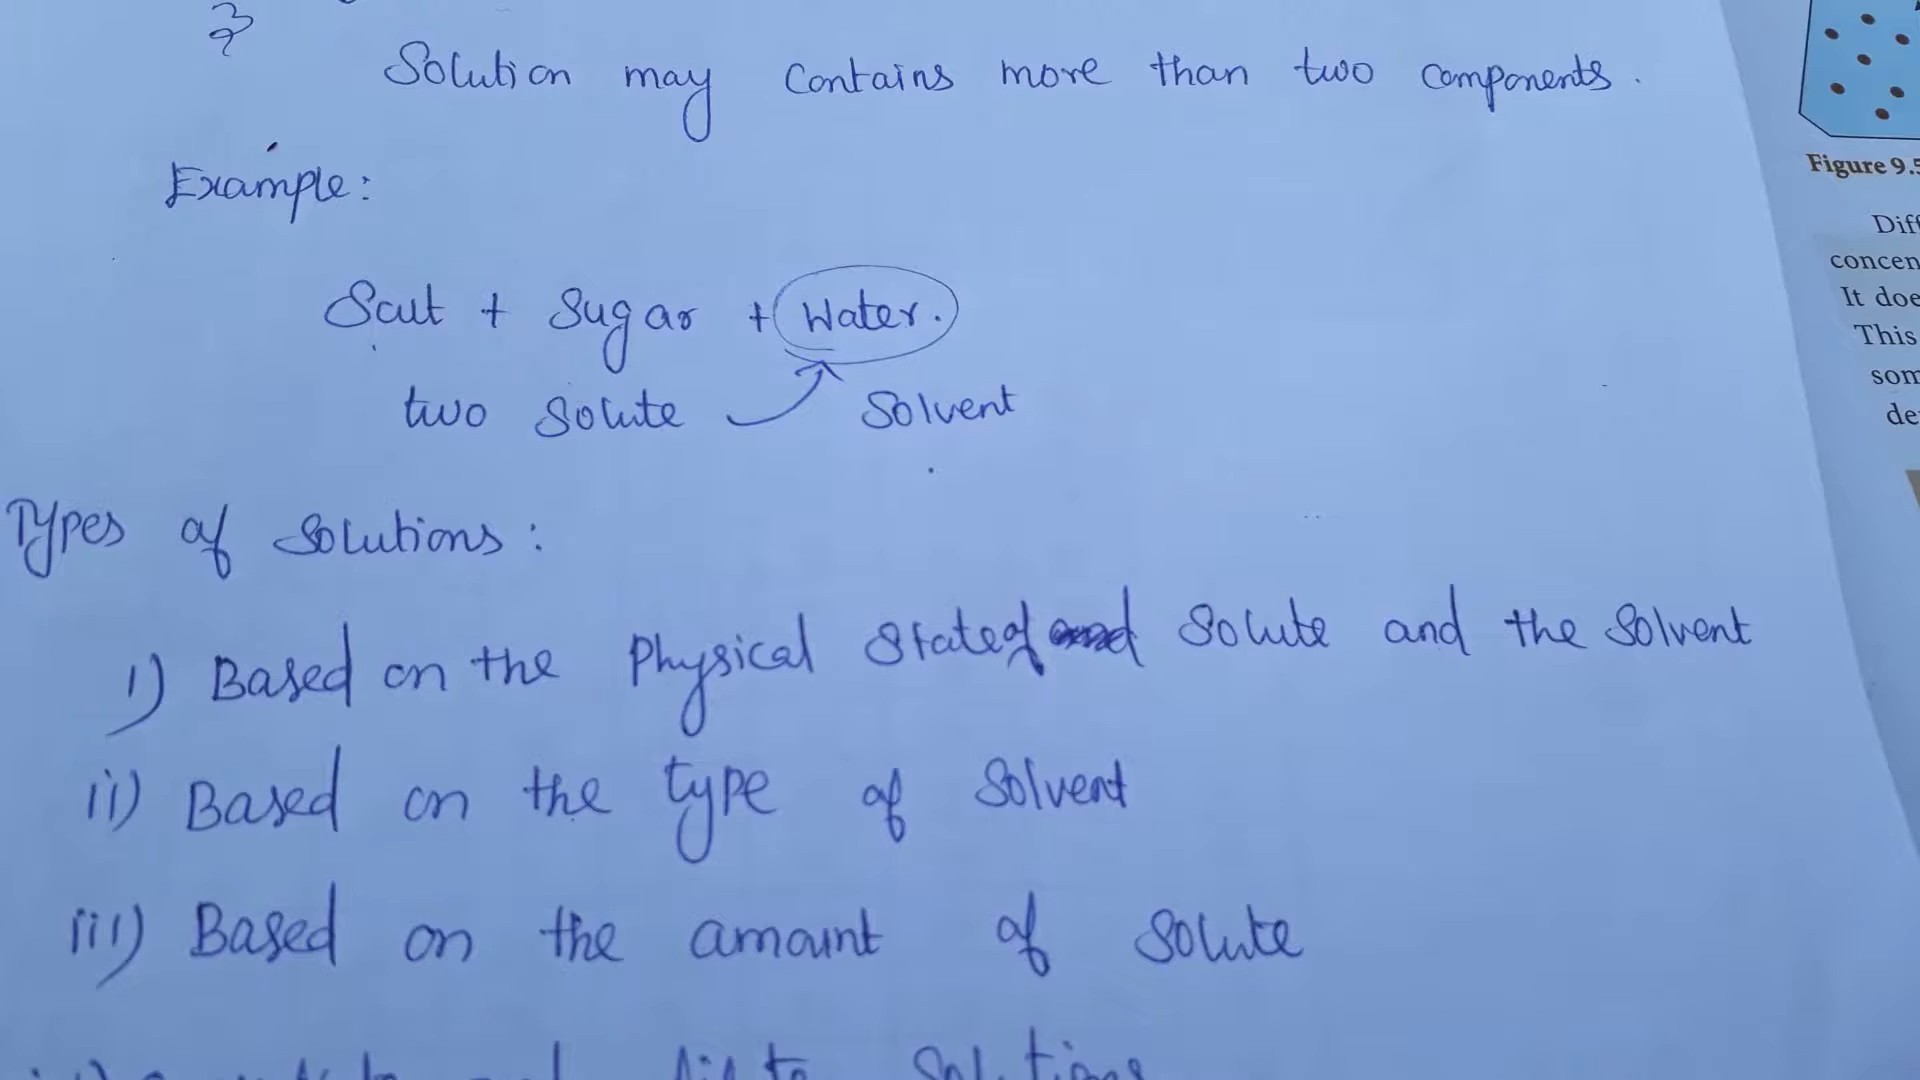 Solution may Contains more than two Components.
Example:
Salt + Sugar + Water.
two Solute Solvent
Types of Solutions:
i) Based on the Physical State of Solute and the Solvent
ii) Based on the type of Solvent
iii) Based on the amount of Solute
Solutions
Figure 9.5
Diff
concen
It doe
This
som
de